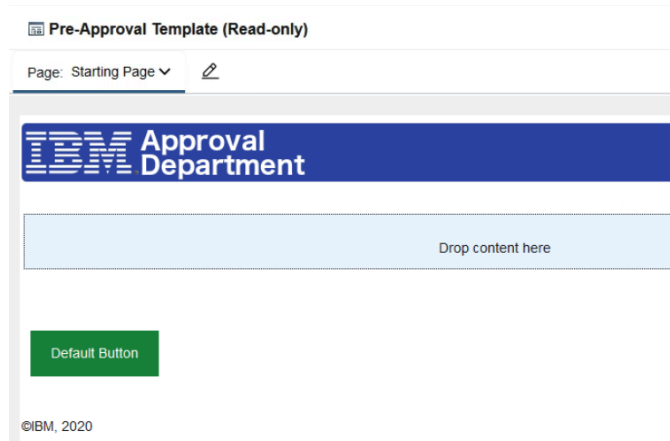 Pre-Approval Template (Read-only)
Page: Starting Page
IBM Approval
Department
Drop content here
Default Button
©IBM, 2020